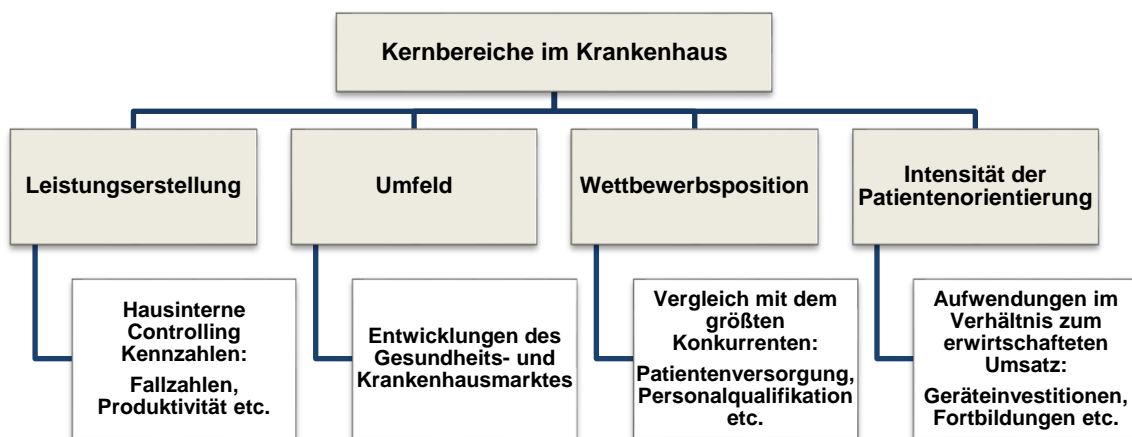 Kernbereiche im Krankenhaus
Leistungserstellung
Umfeld
Wettbewerbsposition
Intensität der
Patientenorientierung
Hausinterne
Controlling
Kennzahlen:
Fallzahlen,
Produktivität etc.
Entwicklungen des
Gesundheits- und
Krankenhausmarktes
Vergleich mit dem
größten
Konkurrenten:
Patientenversorgung,
Personalqualifikation
etc.
Aufwendungen im
Verhältnis zum
erwirtschafteten
Umsatz:
Geräteinvestitionen,
Fortbildungen etc.